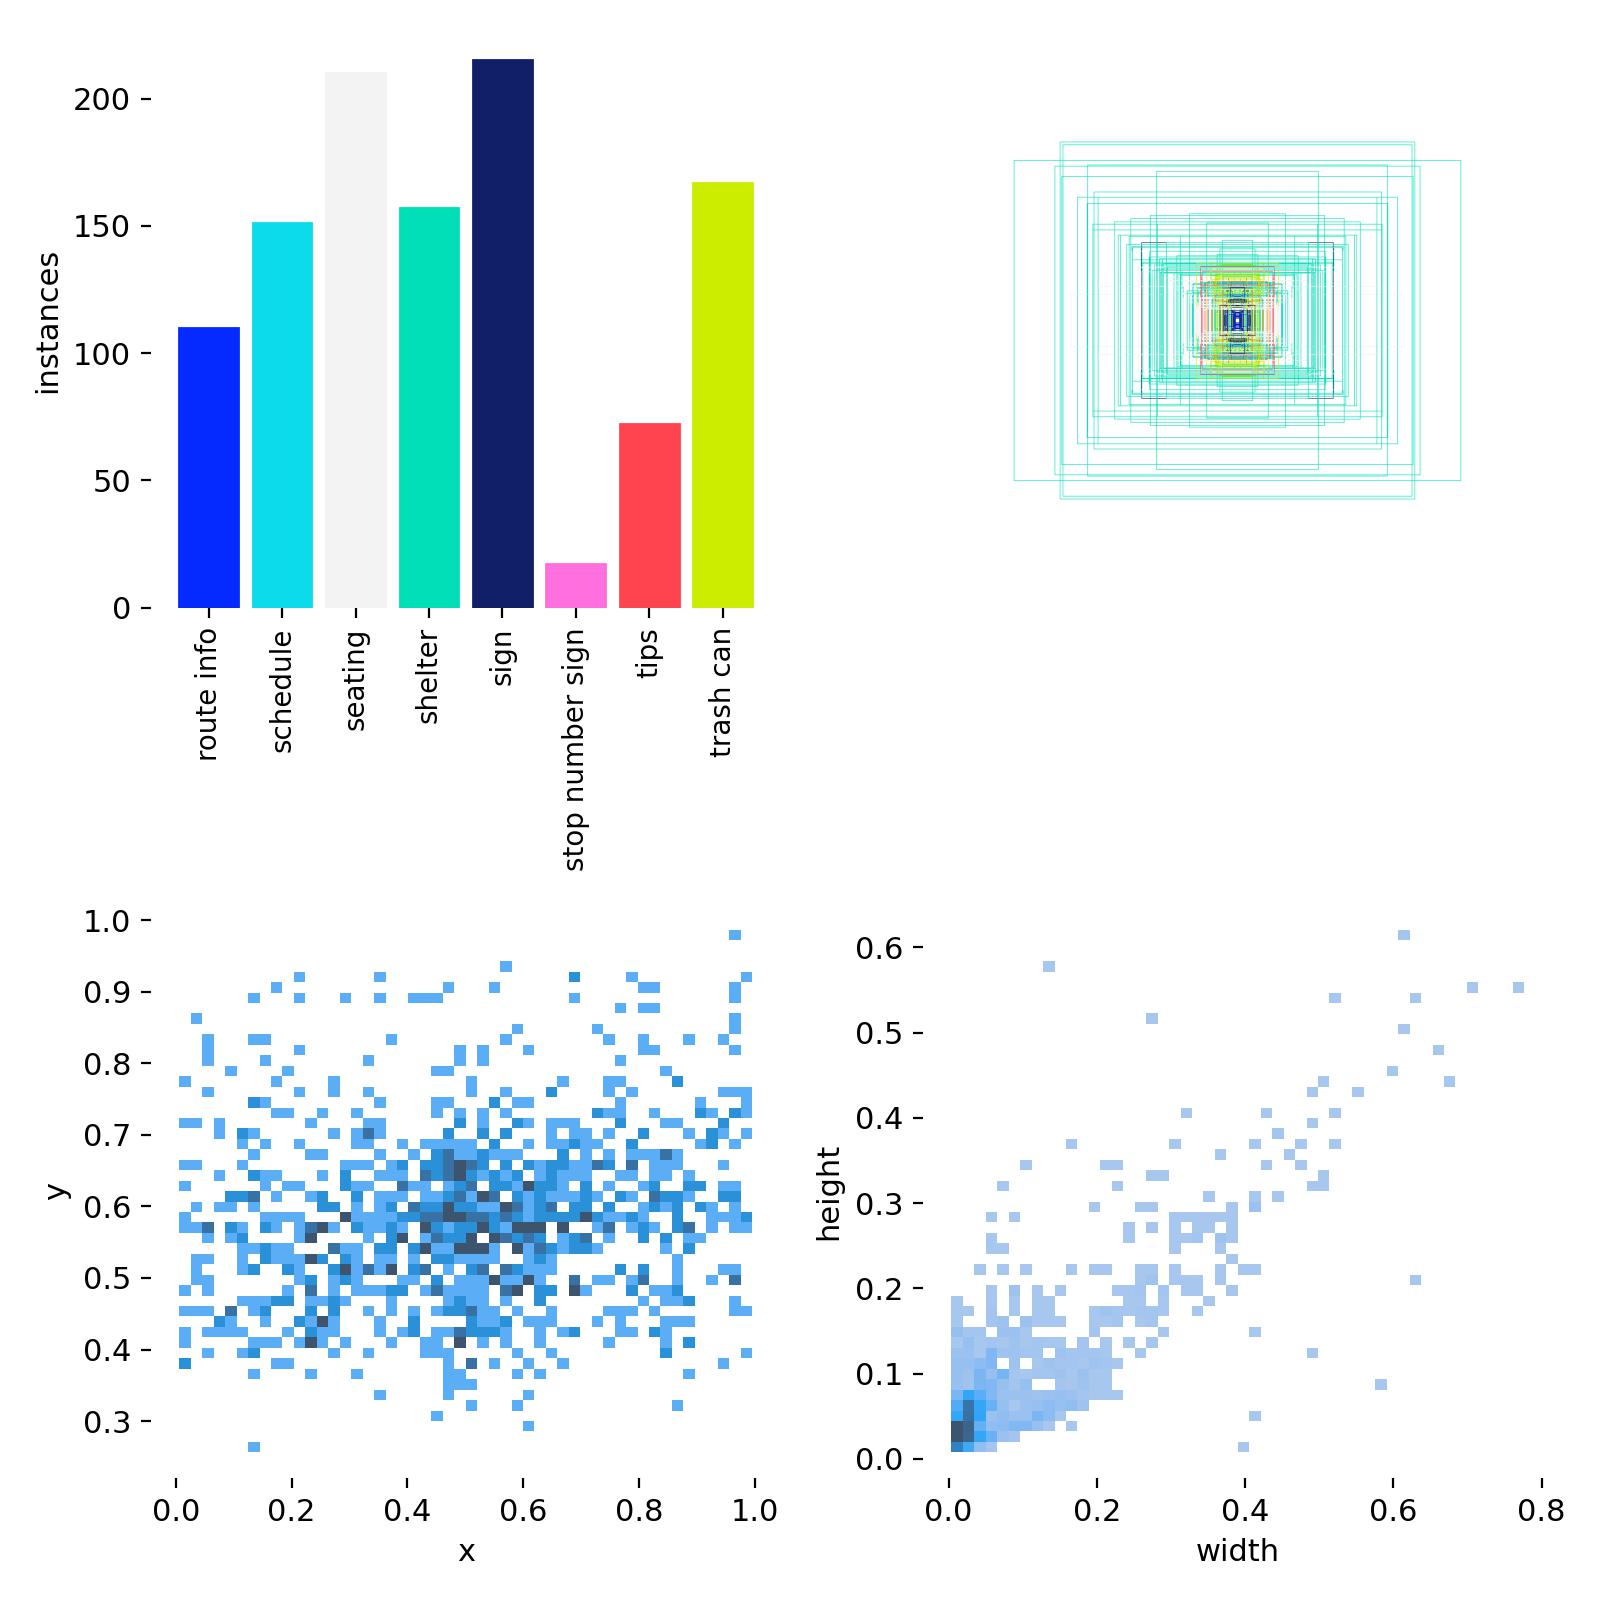 200
150
100
50
0
instances
route info
schedule
seating
shelter
sign
stop number sign
tips
trash can
1.0
0.9
0.8
0.7
0.6
0.5
0.4
0.3
y
0.0 0.2 0.4 0.6 0.8 1.0
x
0.6
0.5
0.4
0.3
0.2
0.1
0.0
height
0.0 0.2 0.4 0.6 0.8
width